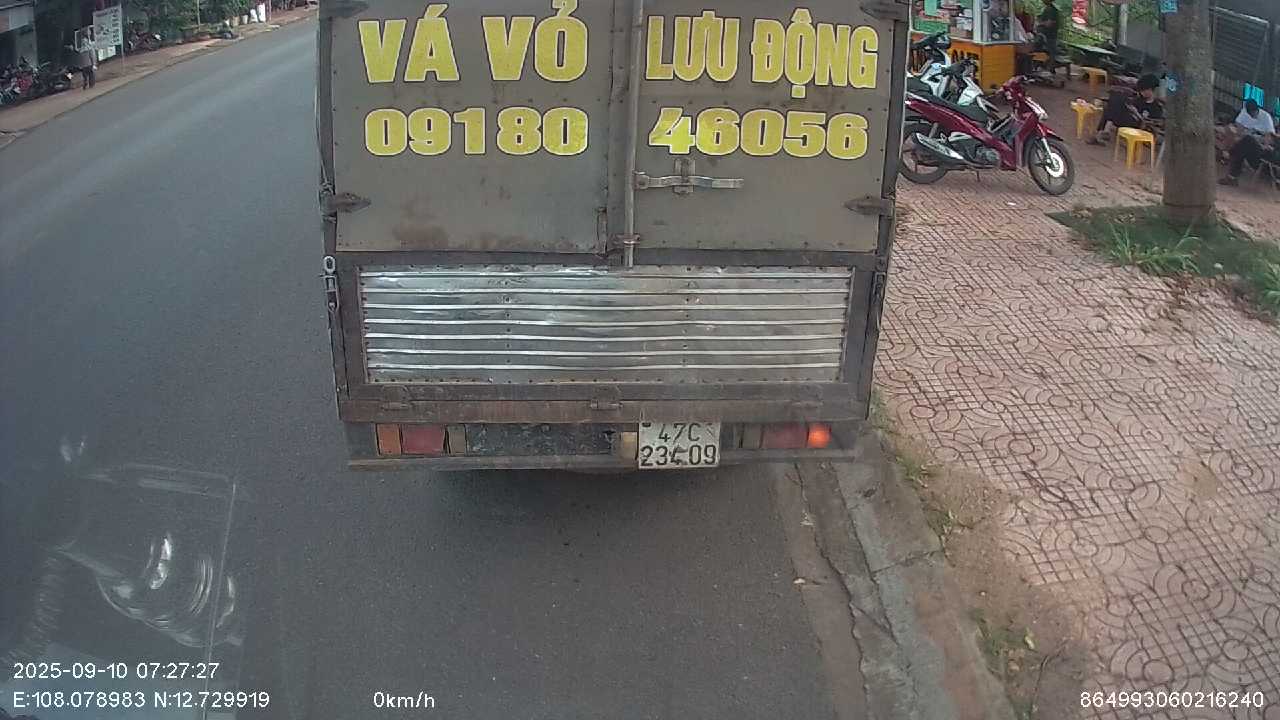 VÁ VỎ LƯU ĐỘNG
09180 46056
47C
234.09
2025-09-10 07:27:27
E:108.078983 N:12.729919 0km/h 864993060216240